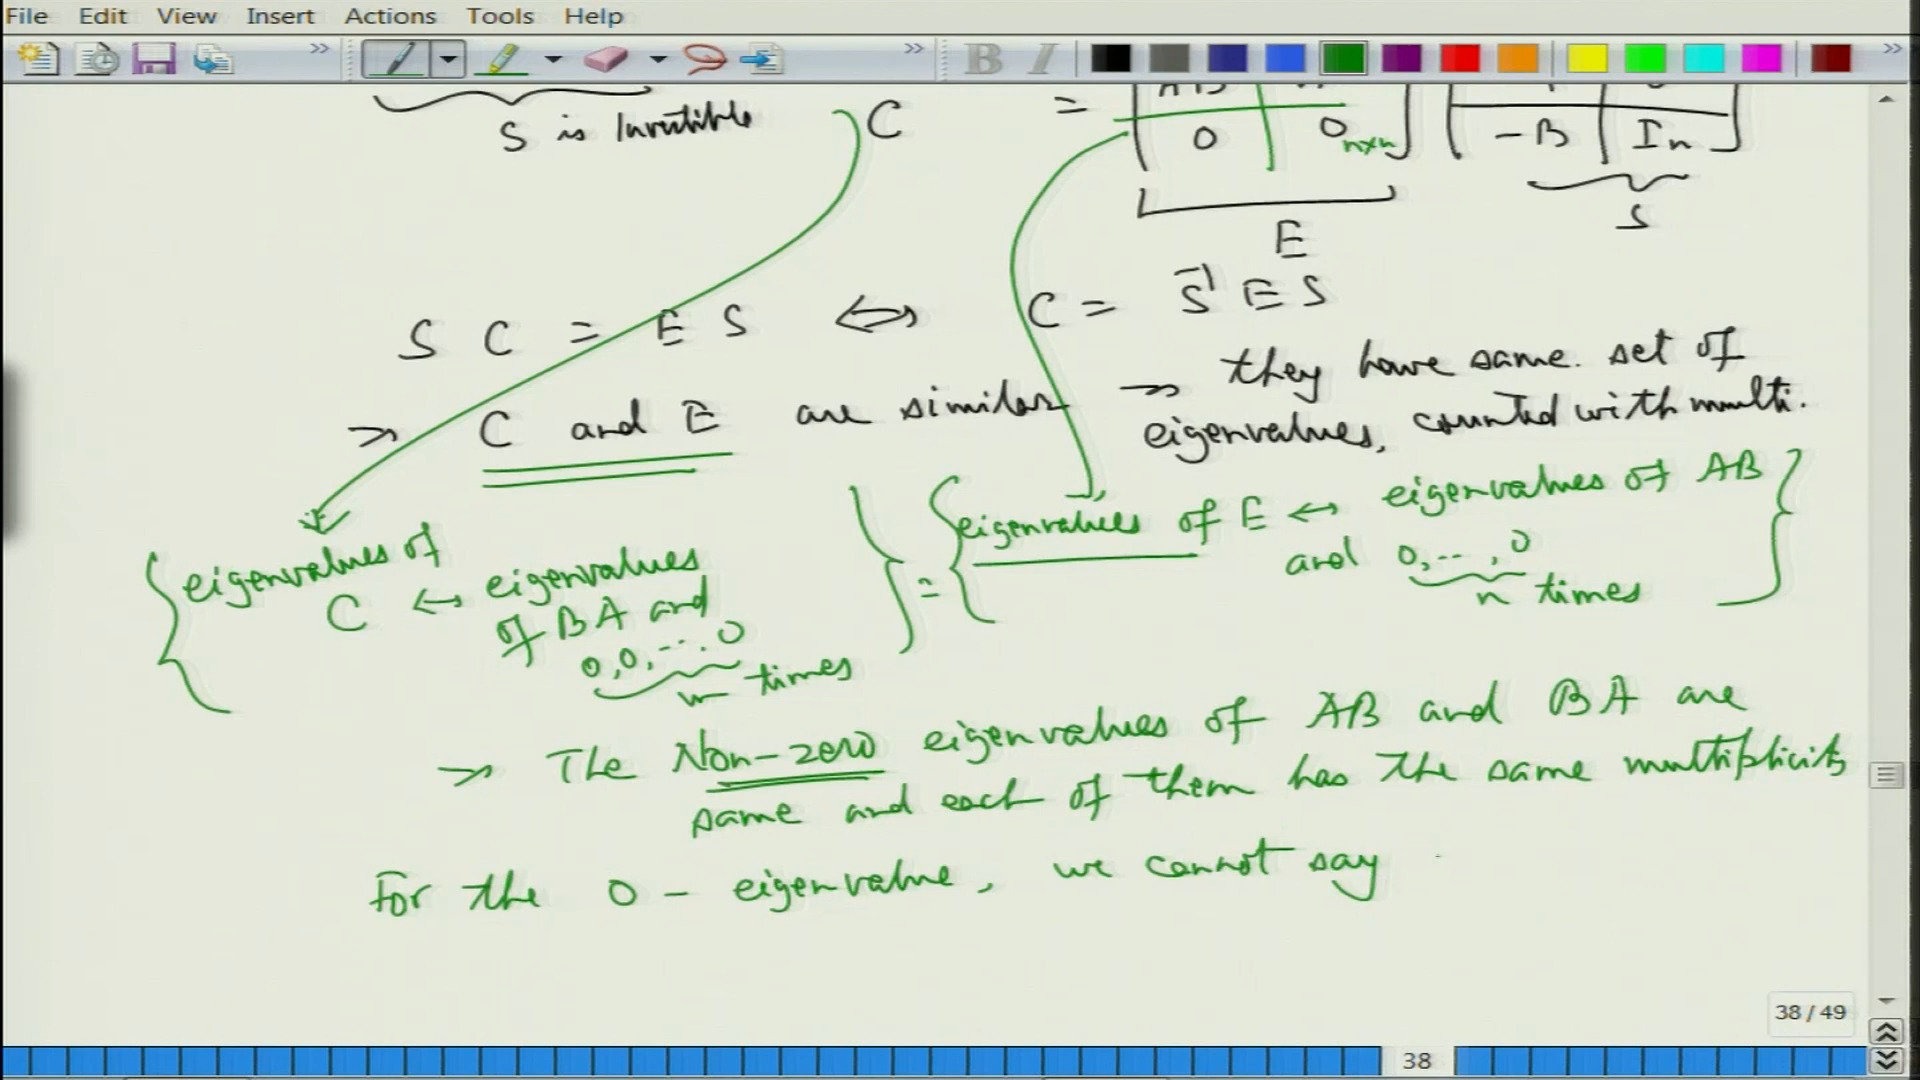 File Edit View Insert Actions Tools Help
B I
S is Invertible C = 0 0n×n -B In
E S
S C = E S ⇔ C = S⁻¹ E S
⇒ C and E are similar ⇒ they have same. set of
eigenvalues, counted with multi.
{ eigenvalues of
C ↔ eigenvalues
of BA and
0,0,...,0
m times } = { eigenvalues of E ↔ eigenvalues of AB
and 0,..,0
n times }
⇒ The Non-zero eigenvalues of AB and BA are
same and each of them has the same multiplicity
For the 0 - eigenvalue, we cannot say
38 / 49
38